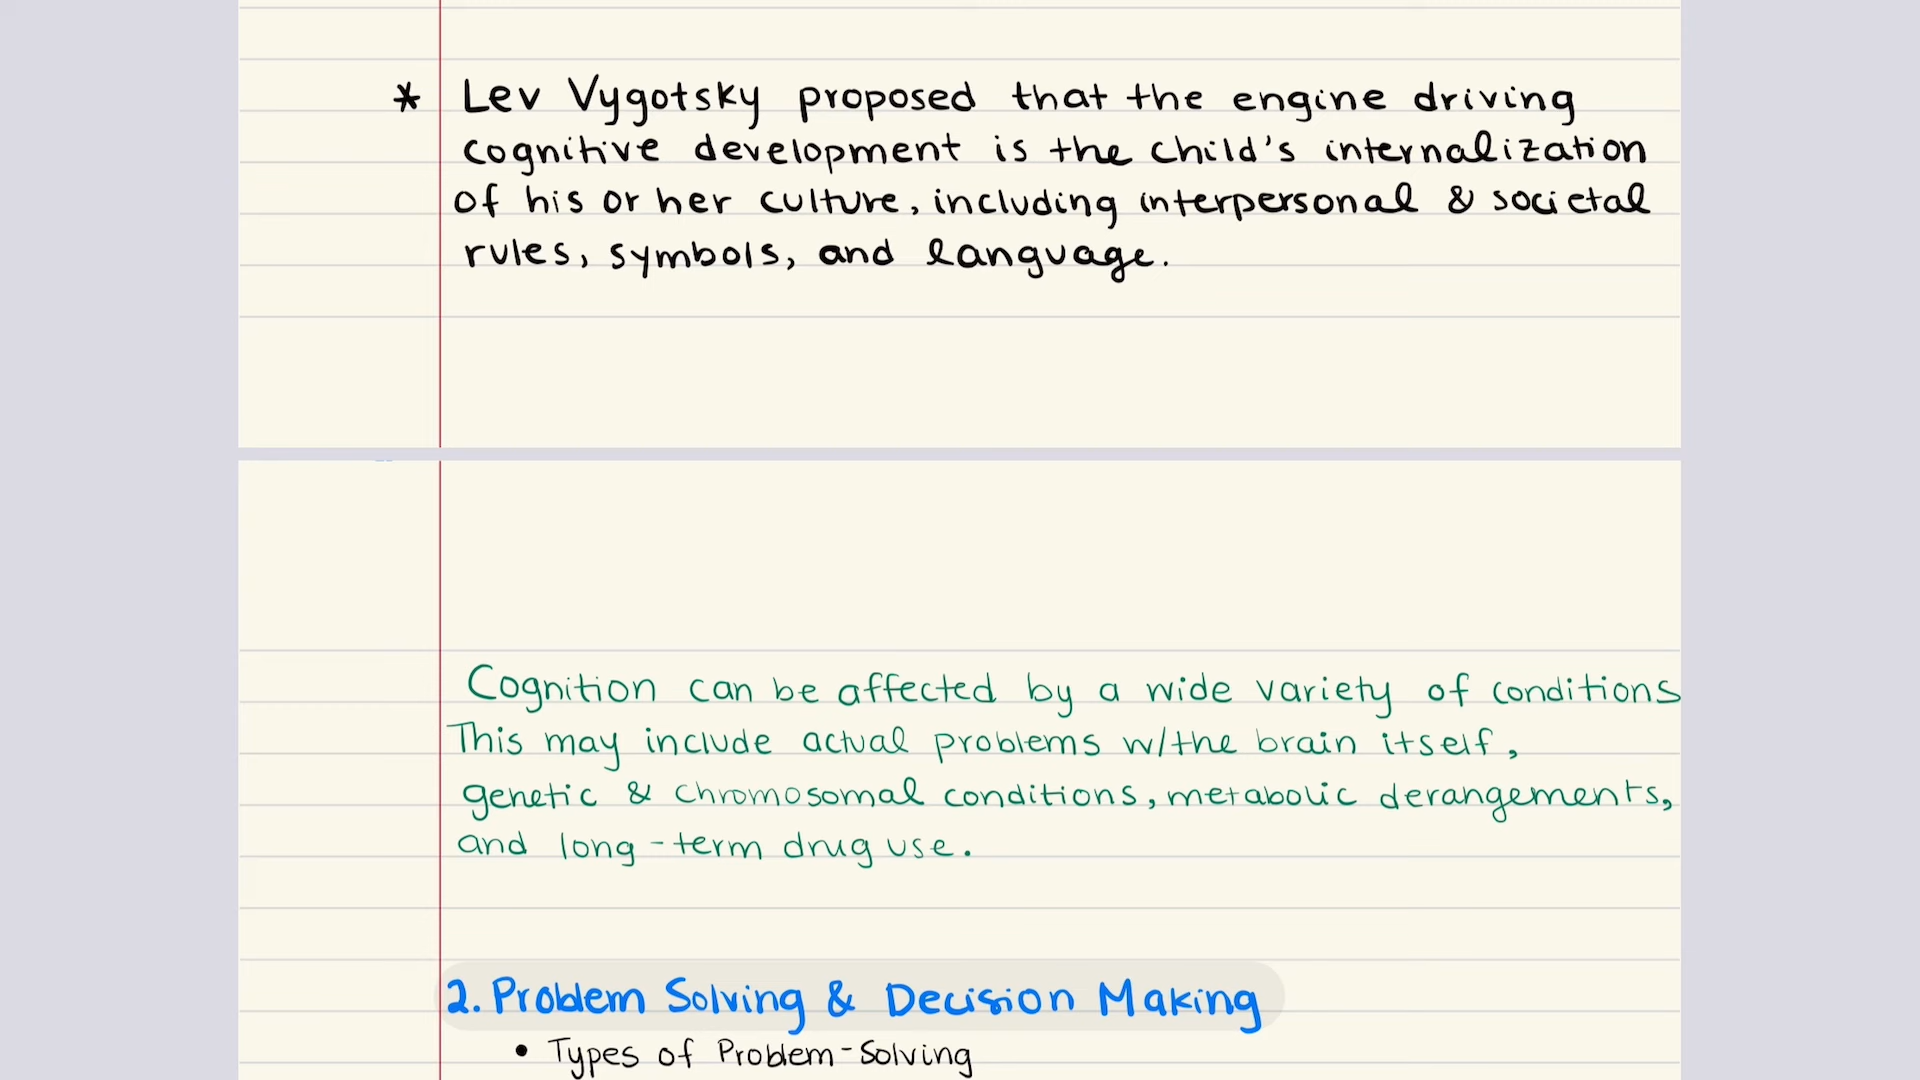 * Lev Vygotsky proposed that the engine driving
cognitive development is the child's internalization
of his or her culture, including interpersonal & societal
rules, symbols, and language.
Cognition can be affected by a wide variety of conditions
This may include actual problems w/the brain itself,
genetic & chromosomal conditions, metabolic derangements,
and long-term drug use.
2. Problem Solving & Decision Making
• Types of Problem-Solving